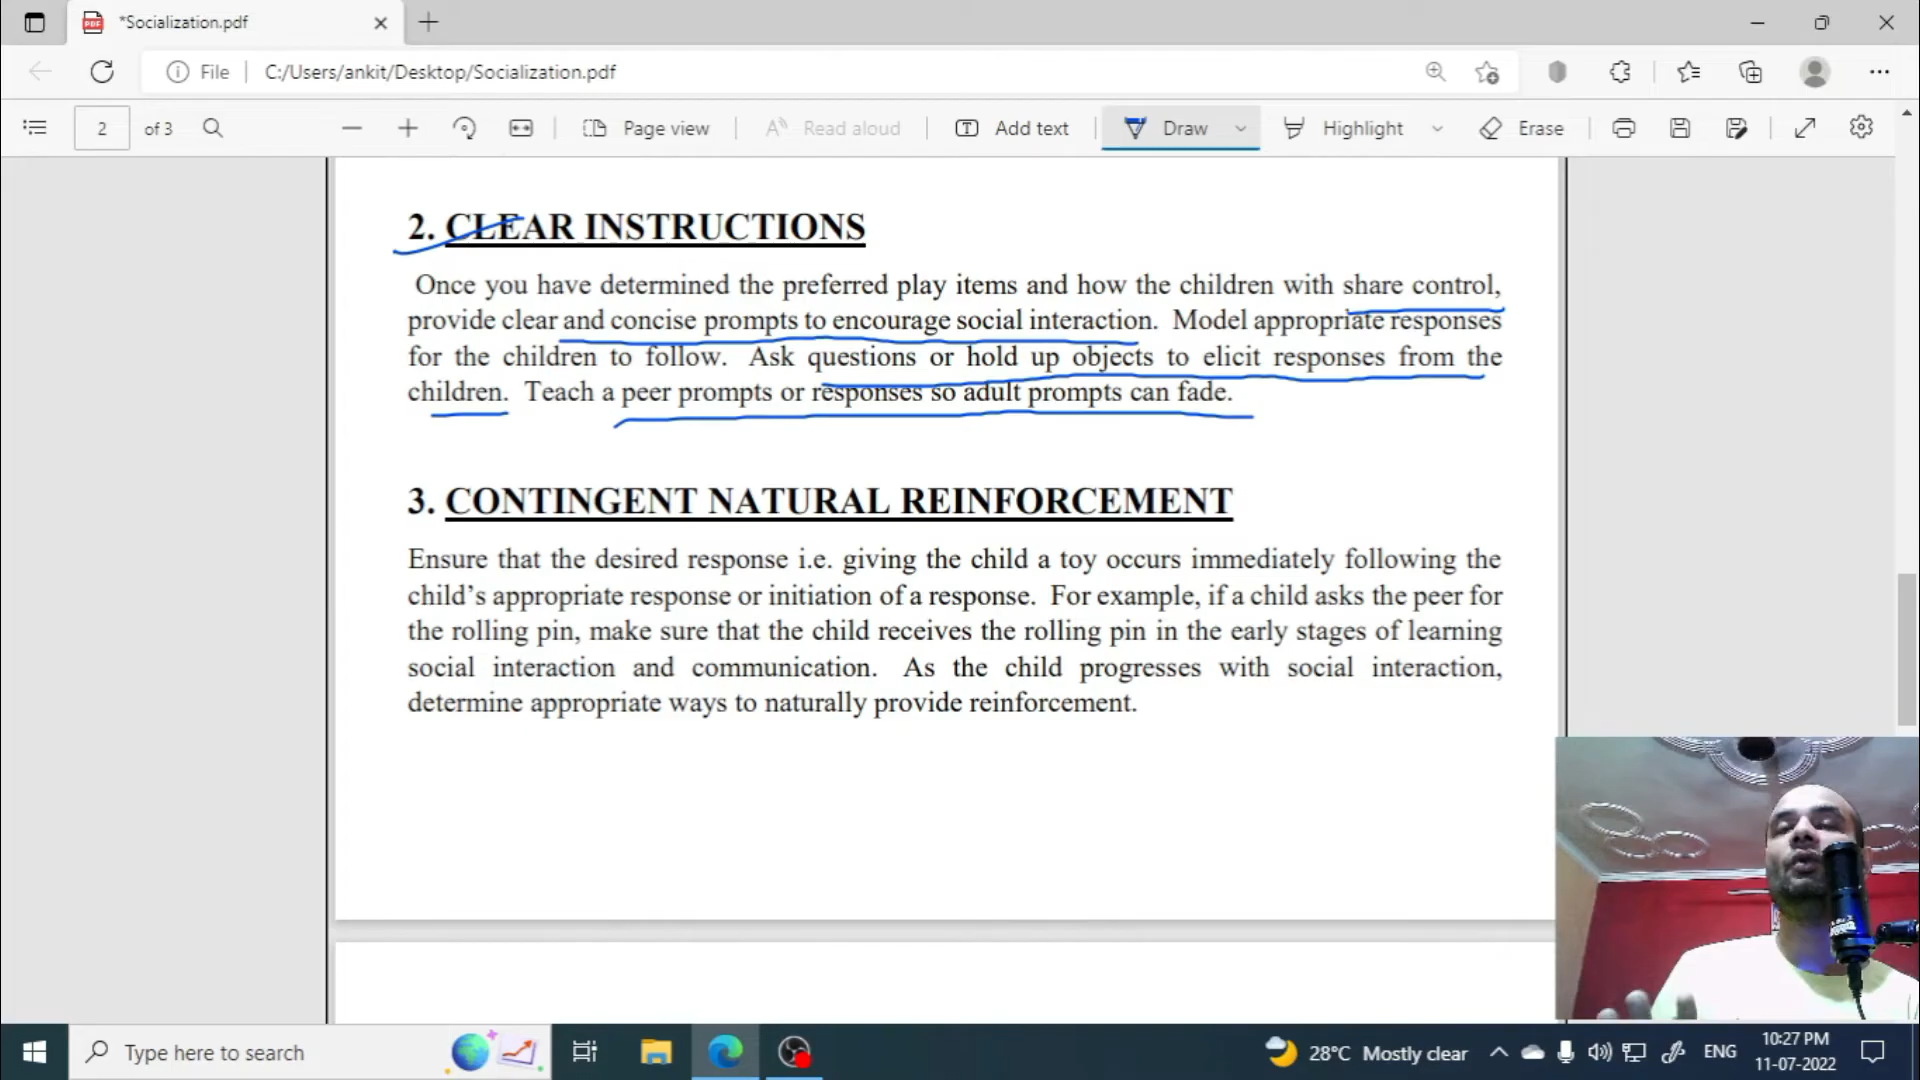 *Socialization.pdf
File
C:/Users/ankit/Desktop/Socialization.pdf
2 of 3
Page view
Read aloud
Add text
Draw
Highlight
Erase
2. CLEAR INSTRUCTIONS
Once you have determined the preferred play items and how the children with share control,
provide clear and concise prompts to encourage social interaction. Model appropriate responses
for the children to follow. Ask questions or hold up objects to elicit responses from the
children. Teach a peer prompts or responses so adult prompts can fade.
3. CONTINGENT NATURAL REINFORCEMENT
Ensure that the desired response i.e. giving the child a toy occurs immediately following the
child's appropriate response or initiation of a response. For example, if a child asks the peer for
the rolling pin, make sure that the child receives the rolling pin in the early stages of learning
social interaction and communication. As the child progresses with social interaction,
determine appropriate ways to naturally provide reinforcement.
Type here to search
28°C Mostly clear
ENG
10:27 PM
11-07-2022